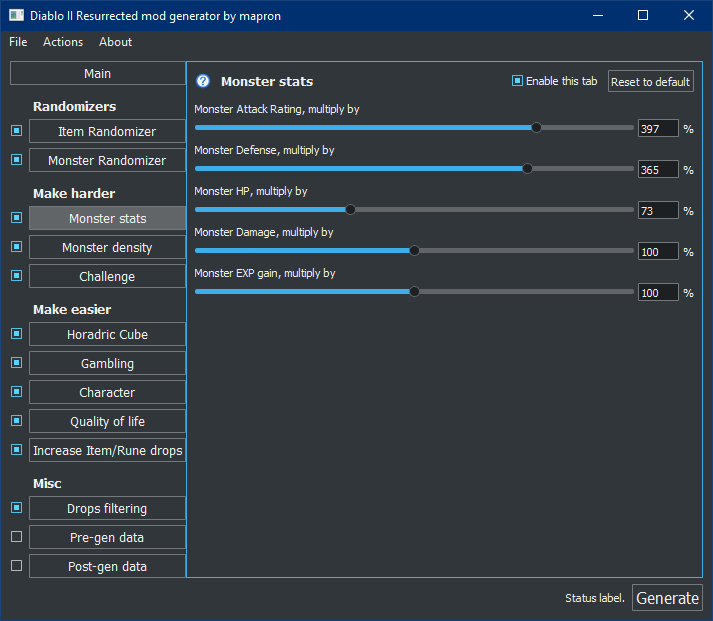 Diablo II Resurrected mod generator by mapron
File Actions About
Main
Randomizers
Item Randomizer
Monster Randomizer
Make harder
Monster stats
Monster density
Challenge
Make easier
Horadric Cube
Gambling
Character
Quality of life
Increase Item/Rune drops
Misc
Drops filtering
Pre-gen data
Post-gen data
? Monster stats
Enable this tab
Reset to default
Monster Attack Rating, multiply by
397 %
Monster Defense, multiply by
365 %
Monster HP, multiply by
73 %
Monster Damage, multiply by
100 %
Monster EXP gain, multiply by
100 %
Status label.
Generate